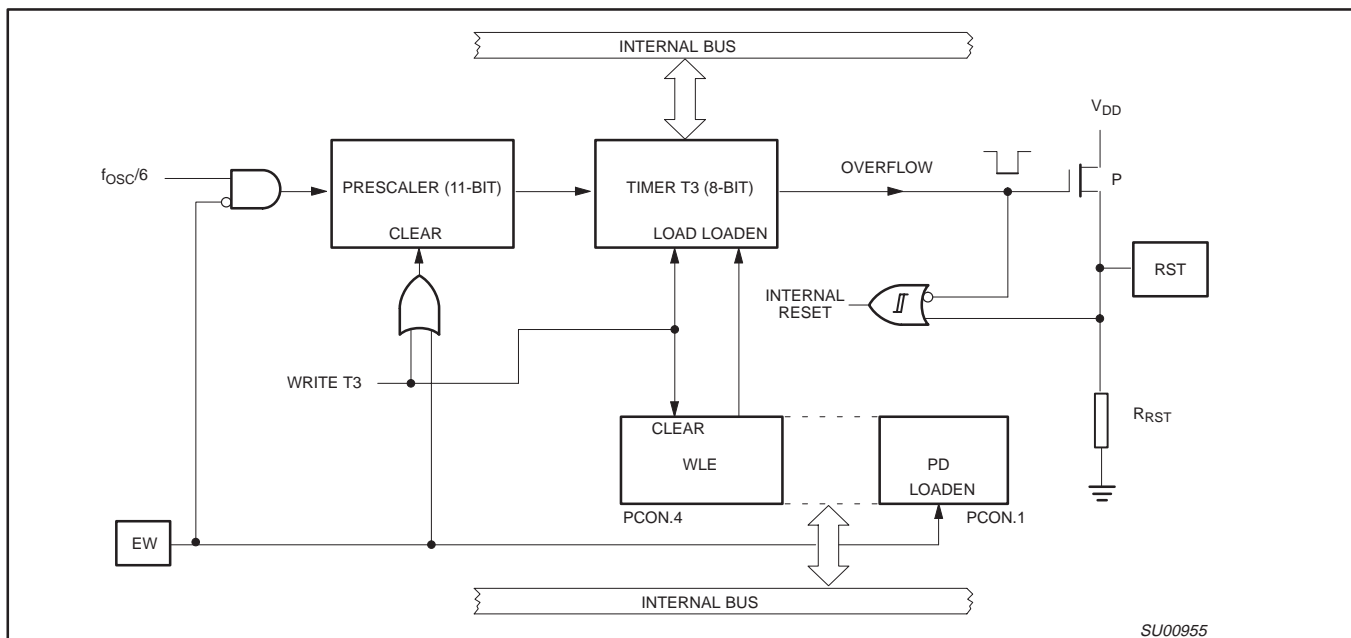 INTERNAL BUS
VDD
fOSC/6
PRESCALER (11-BIT)
CLEAR
TIMER T3 (8-BIT)
LOAD LOADEN
OVERFLOW
P
RST
INTERNAL
RESET
WRITE T3
RRST
CLEAR
WLE
PCON.4
PD
LOADEN
PCON.1
EW
INTERNAL BUS
SU00955